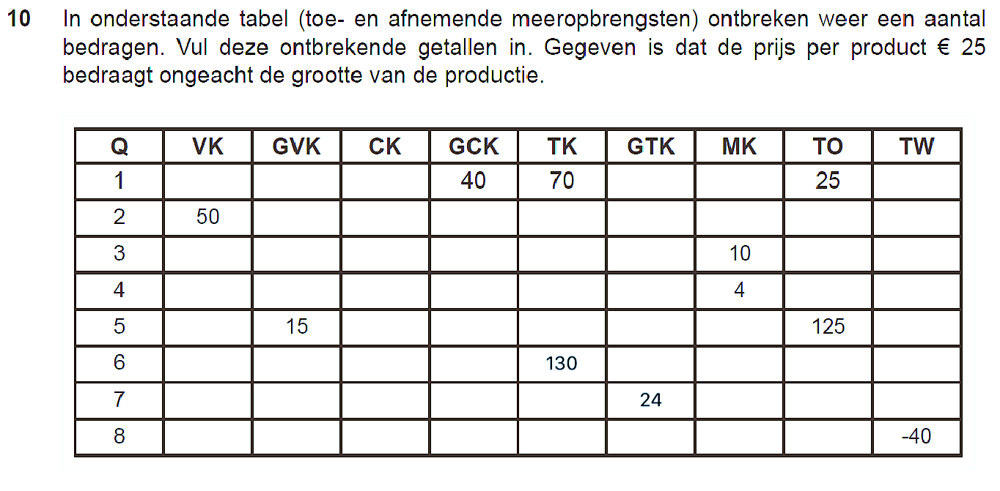 10 In onderstaande tabel (toe- en afnemende meeropbrengsten) ontbreken weer een aantal
bedragen. Vul deze ontbrekende getallen in. Gegeven is dat de prijs per product € 25
bedraagt ongeacht de grootte van de productie.
Q VK GVK CK GCK TK GTK MK TO TW
1 40 70 25
2 50
3 10
4 4
5 15 125
6 130
7 24
8 -40